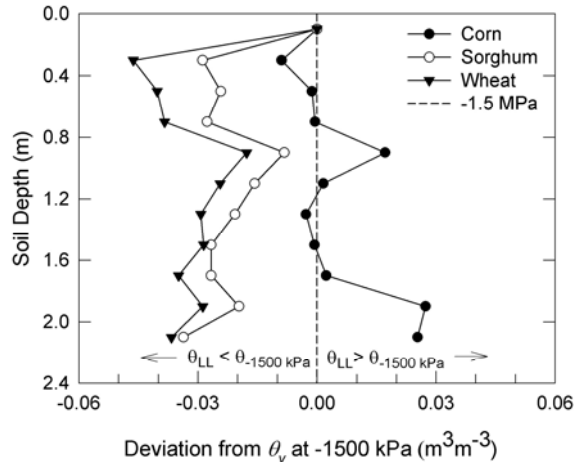 0.0
0.4
0.8
1.2
1.6
2.0
2.4
Soil Depth (m)
Corn
Sorghum
Wheat
-1.5 MPa
θLL < θ-1500 kPa
θLL > θ-1500 kPa
-0.06 -0.03 0.00 0.03 0.06
Deviation from θv at -1500 kPa (m³m⁻³)